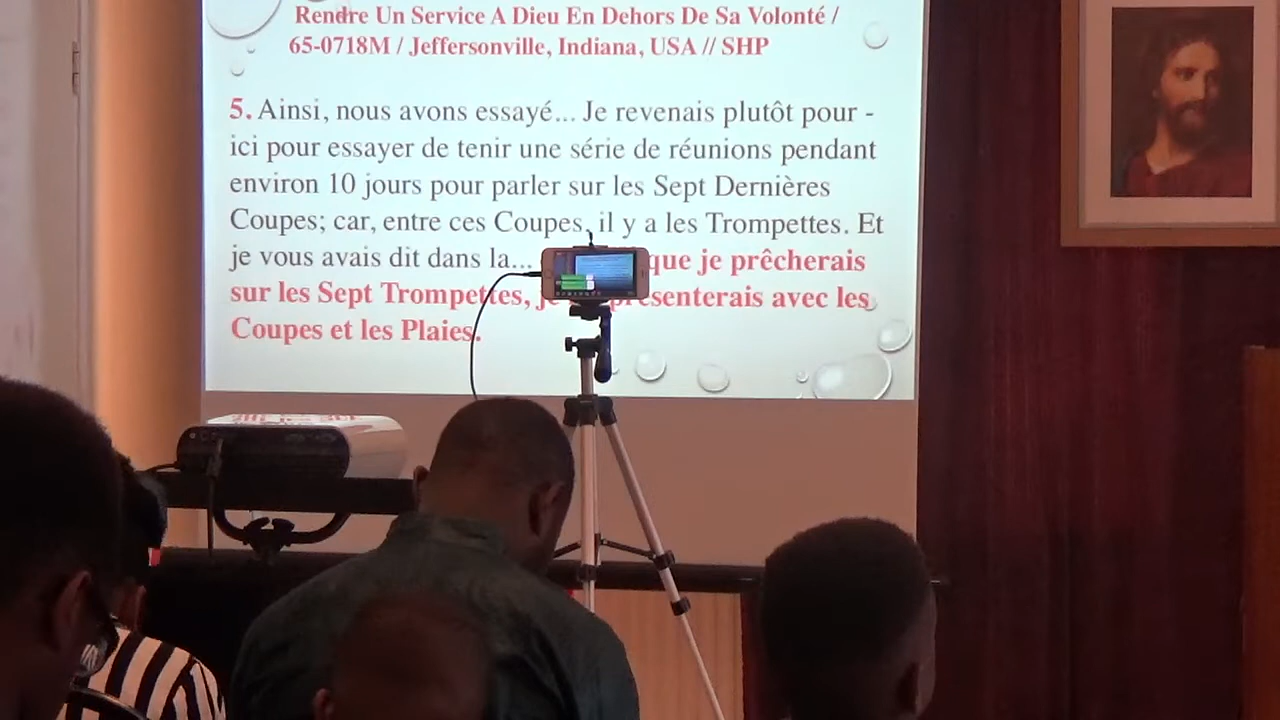 Rendre Un Service A Dieu En Dehors De Sa Volonté /
65-0718M / Jeffersonville, Indiana, USA // SHP
5. Ainsi, nous avons essayé... Je revenais plutôt pour -
ici pour essayer de tenir une série de réunions pendant
environ 10 jours pour parler sur les Sept Dernières
Coupes; car, entre ces Coupes, il y a les Trompettes. Et
je vous avais dit dans la... que je prêcherais
sur les Sept Trompettes, avec les
Coupes et les Plaies.